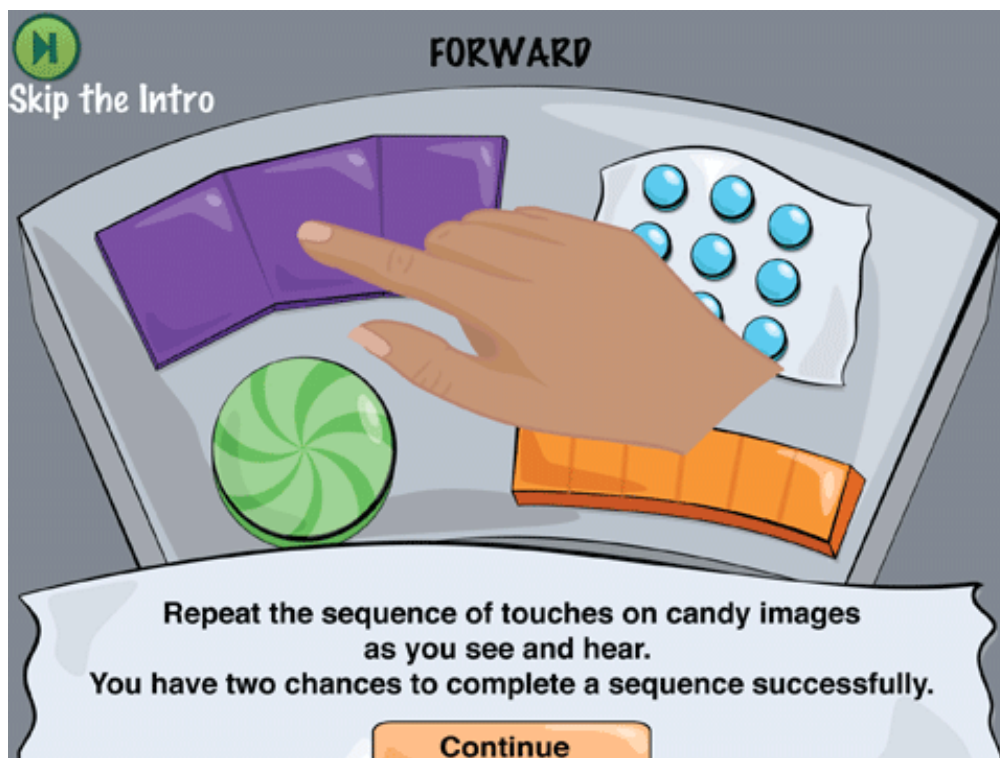 FORWARD
Skip the Intro
Repeat the sequence of touches on candy images
as you see and hear.
You have two chances to complete a sequence successfully.
Continue